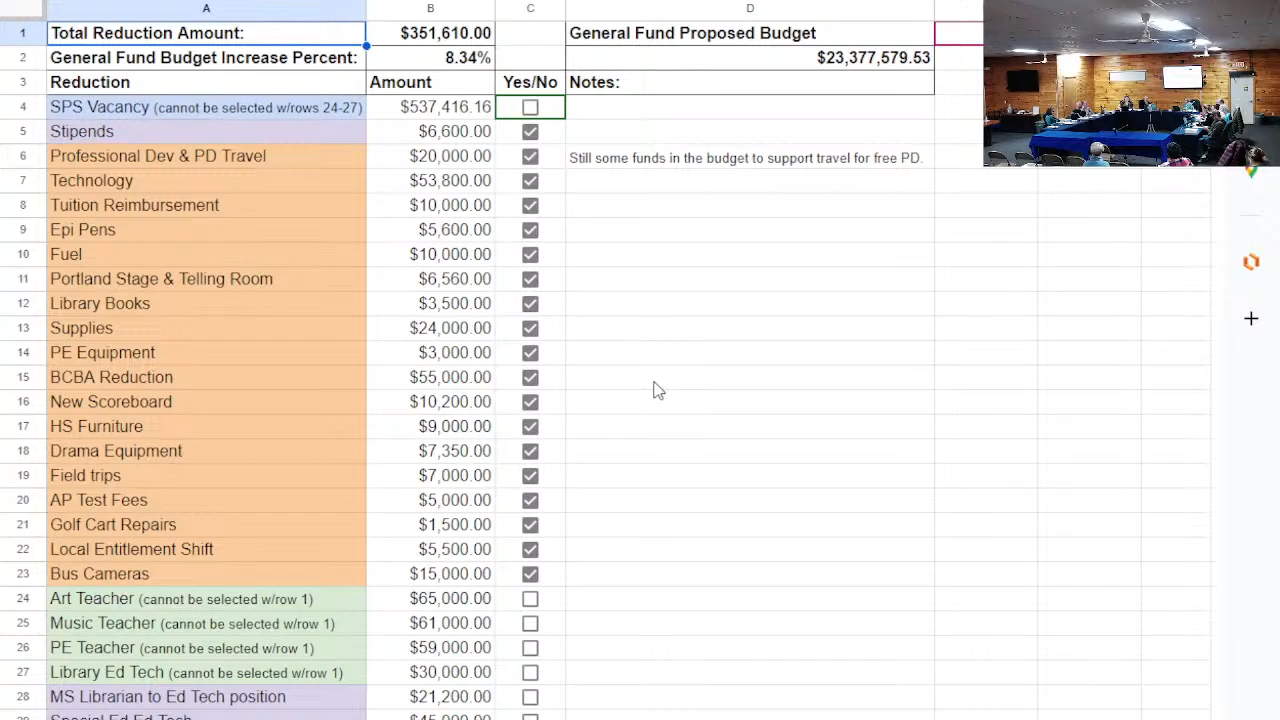 A B C D
1 Total Reduction Amount: $351,610.00 General Fund Proposed Budget
2 General Fund Budget Increase Percent: 8.34% $23,377,579.53
3 Reduction Amount Yes/No Notes:
4 SPS Vacancy (cannot be selected w/rows 24-27) $537,416.16
5 Stipends $6,600.00
6 Professional Dev & PD Travel $20,000.00 Still some funds in the budget to support travel for free PD.
7 Technology $53,800.00
8 Tuition Reimbursement $10,000.00
9 Epi Pens $5,600.00
10 Fuel $10,000.00
11 Portland Stage & Telling Room $6,560.00
12 Library Books $3,500.00
13 Supplies $24,000.00
14 PE Equipment $3,000.00
15 BCBA Reduction $55,000.00
16 New Scoreboard $10,200.00
17 HS Furniture $9,000.00
18 Drama Equipment $7,350.00
19 Field trips $7,000.00
20 AP Test Fees $5,000.00
21 Golf Cart Repairs $1,500.00
22 Local Entitlement Shift $5,500.00
23 Bus Cameras $15,000.00
24 Art Teacher (cannot be selected w/row 1) $65,000.00
25 Music Teacher (cannot be selected w/row 1) $61,000.00
26 PE Teacher (cannot be selected w/row 1) $59,000.00
27 Library Ed Tech (cannot be selected w/row 1) $30,000.00
28 MS Librarian to Ed Tech position $21,200.00
29 Special Ed Ed Tech $45,000.00